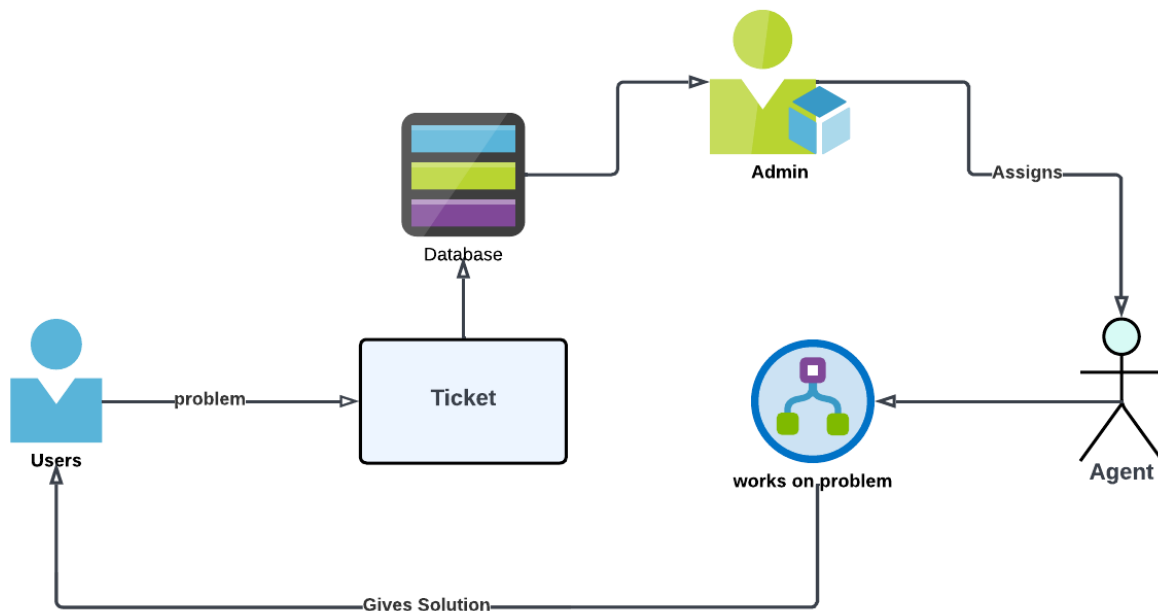 Admin
Assigns
Database
problem
Ticket
Users
works on problem
Agent
Gives Solution